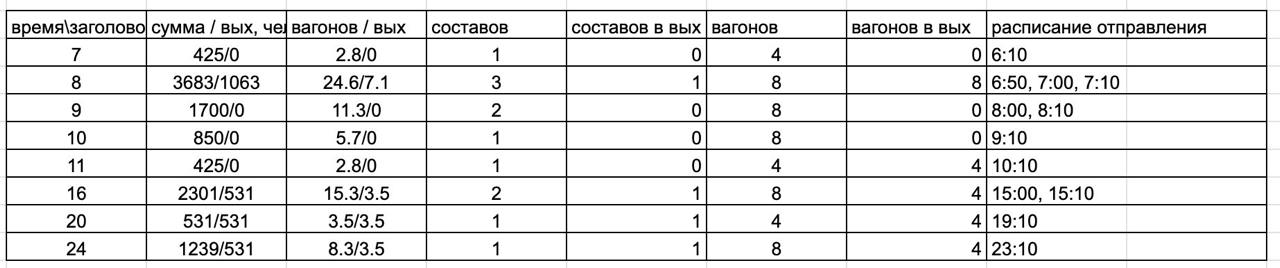 время\заголово сумма / вых, чел вагонов / вых составов составов в вых вагонов вагонов в вых расписание отправления
7 425/0 2.8/0 1 0 4 0 6:10
8 3683/1063 24.6/7.1 3 1 8 8 6:50, 7:00, 7:10
9 1700/0 11.3/0 2 0 8 0 8:00, 8:10
10 850/0 5.7/0 1 0 8 0 9:10
11 425/0 2.8/0 1 0 4 4 10:10
16 2301/531 15.3/3.5 2 1 8 4 15:00, 15:10
20 531/531 3.5/3.5 1 1 4 4 19:10
24 1239/531 8.3/3.5 1 1 8 4 23:10